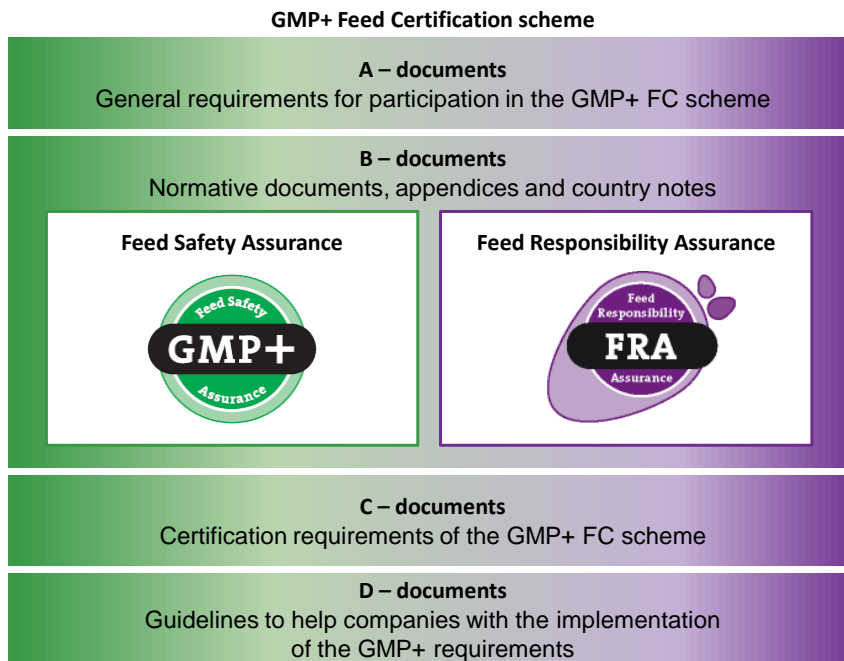 GMP+ Feed Certification scheme
A – documents
General requirements for participation in the GMP+ FC scheme
B – documents
Normative documents, appendices and country notes
Feed Safety Assurance
Feed Safety
GMP+
Assurance
Feed Responsibility Assurance
Feed
Responsibility
FRA
Assurance
C – documents
Certification requirements of the GMP+ FC scheme
D – documents
Guidelines to help companies with the implementation
of the GMP+ requirements